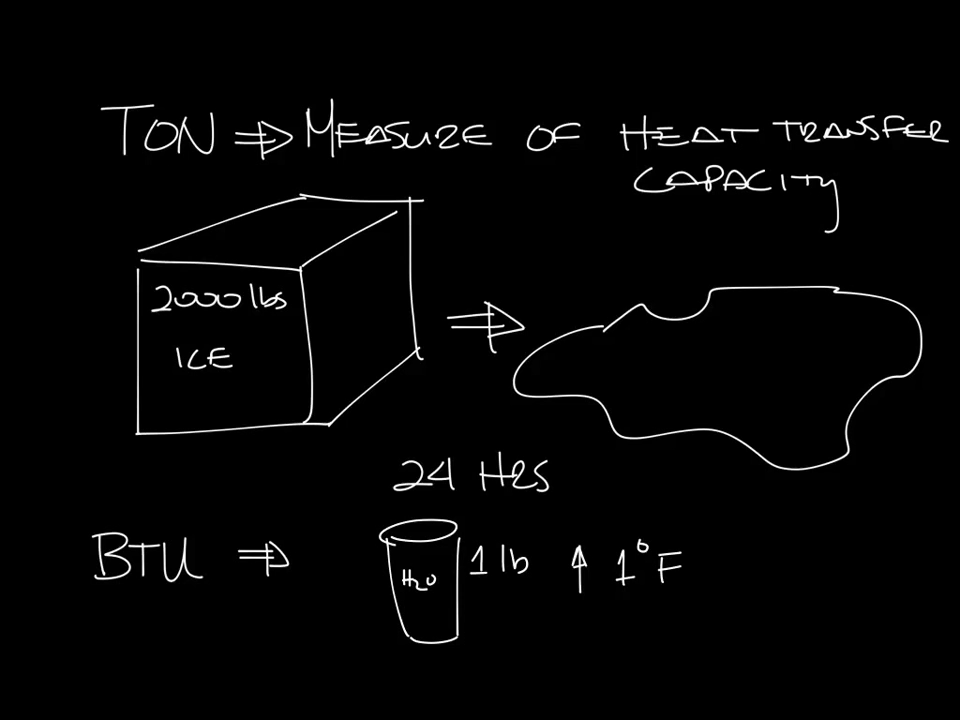 TON ⇒ MEASURE OF HEAT TRANSFER
CAPACITY
2000 lbs
ICE
⇒
24 HRS
BTU ⇒
H2O
1 lb ↑ 1°F